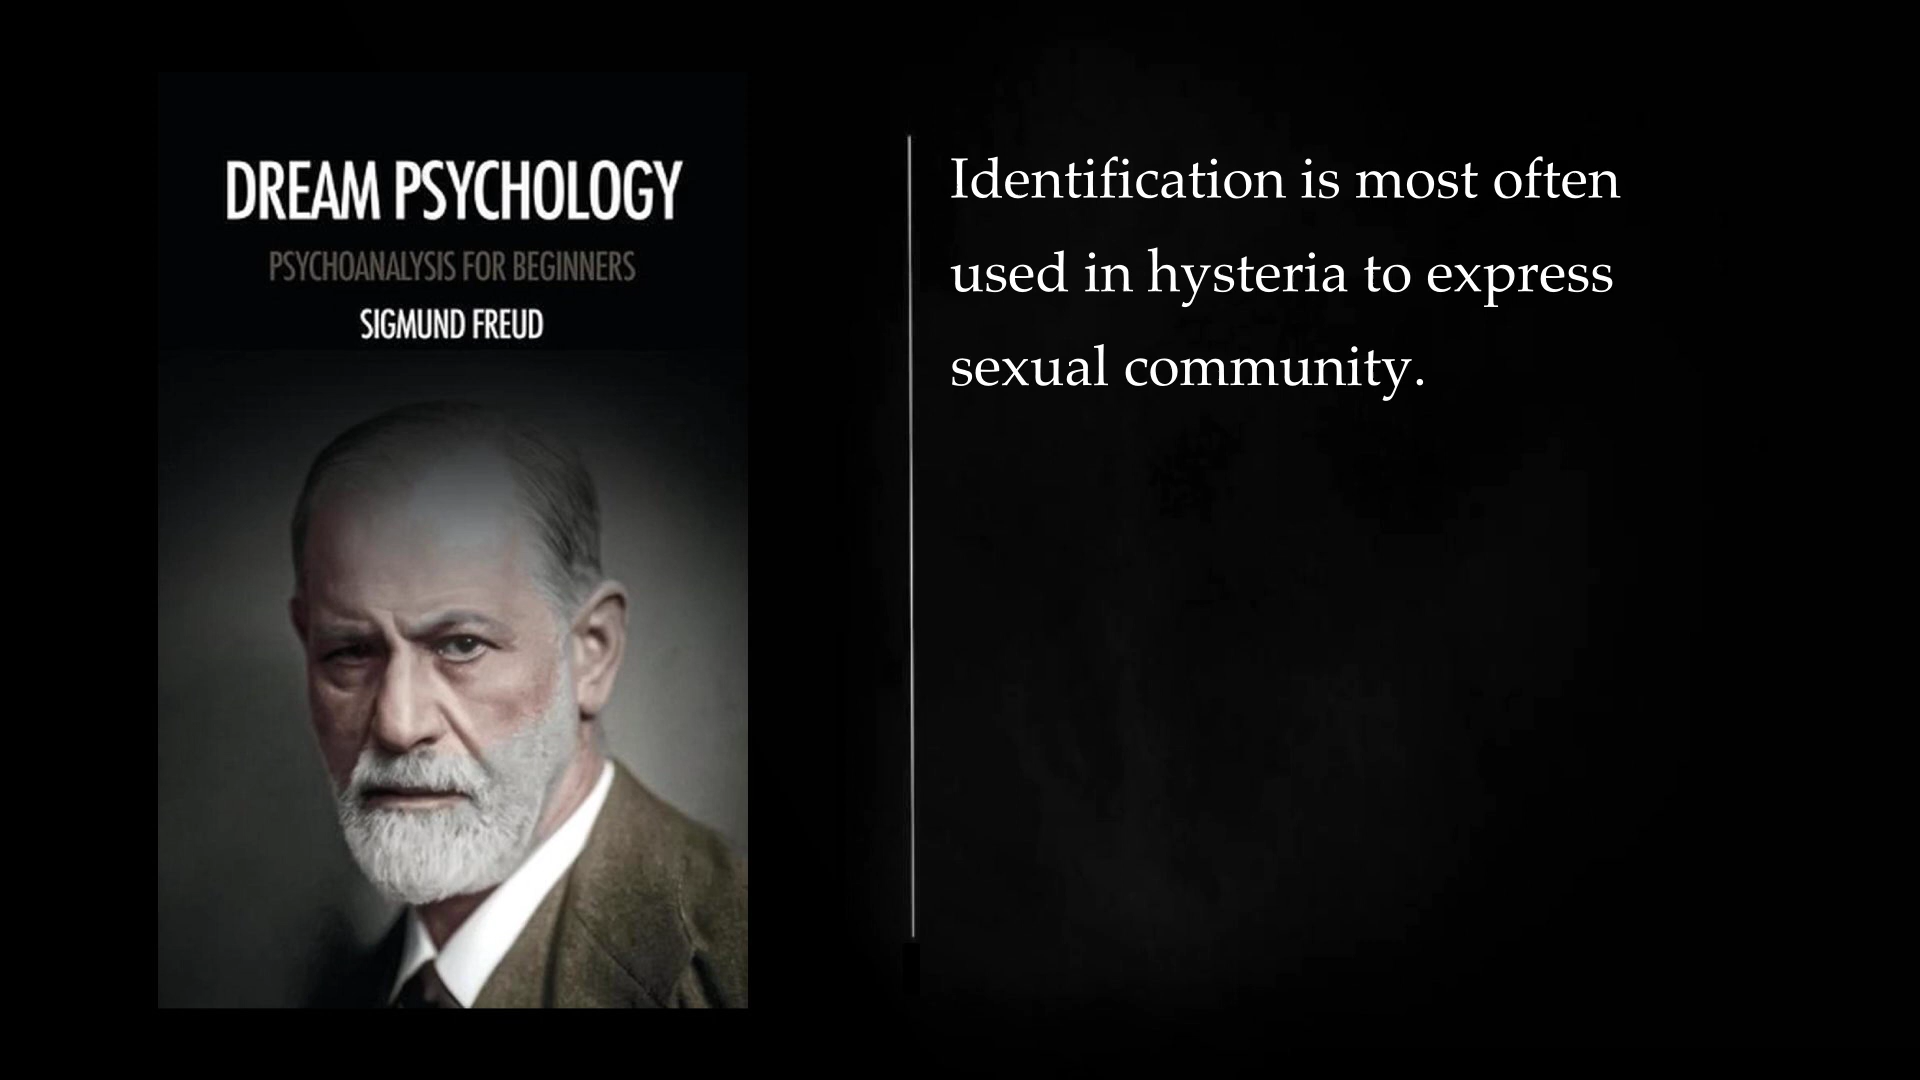 DREAM PSYCHOLOGY
PSYCHOANALYSIS FOR BEGINNERS
SIGMUND FREUD
Identification is most often
used in hysteria to express
sexual community.